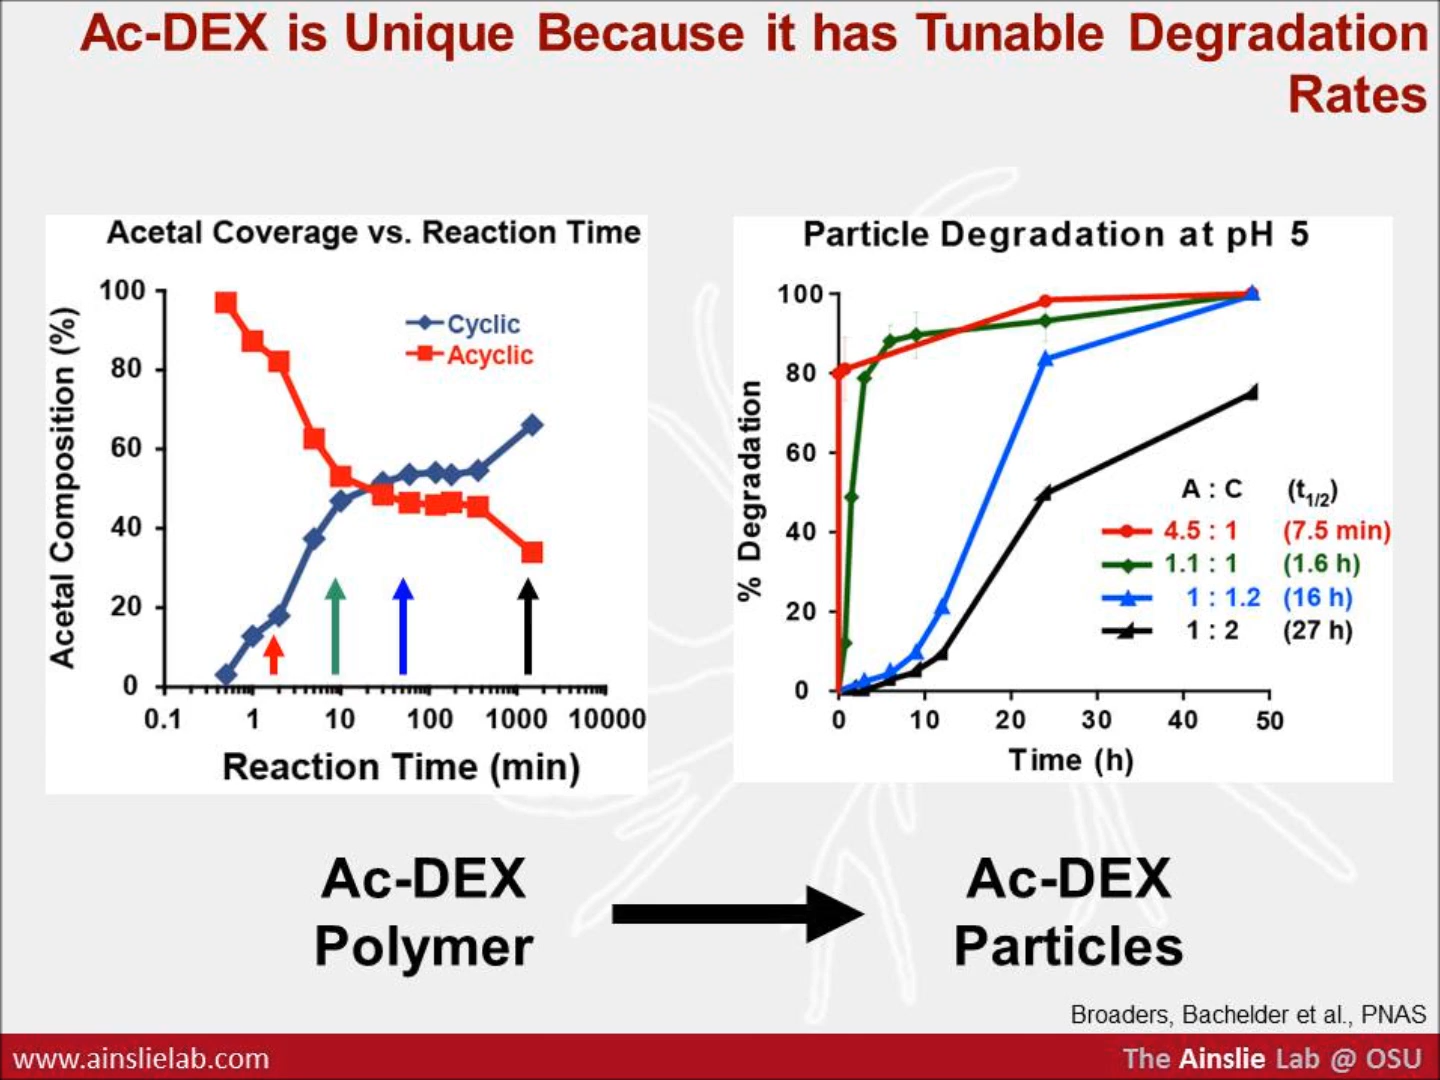 Ac-DEX is Unique Because it has Tunable Degradation
Rates
Acetal Coverage vs. Reaction Time
Acetal Composition (%)
100
80
60
40
20
0
Cyclic
Acyclic
0.1 1 10 100 1000 10000
Reaction Time (min)
Particle Degradation at pH 5
% Degradation
100
80
60
40
20
0
A : C (t1/2)
4.5 : 1 (7.5 min)
1.1 : 1 (1.6 h)
1 : 1.2 (16 h)
1 : 2 (27 h)
0 10 20 30 40 50
Time (h)
Ac-DEX
Polymer
Ac-DEX
Particles
Broaders, Bachelder et al., PNAS
www.ainslielab.com
The Ainslie Lab @ OSU